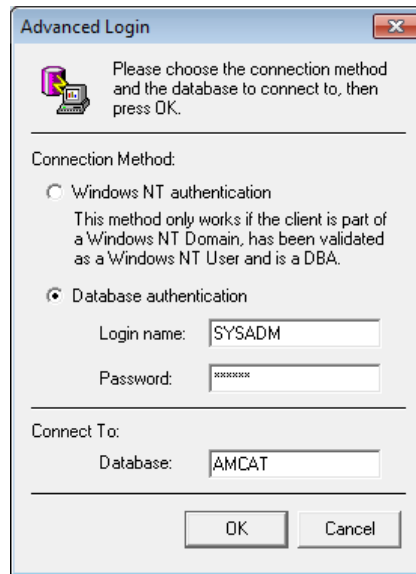 Advanced Login
Please choose the connection method
and the database to connect to, then
press OK.
Connection Method:
Windows NT authentication
This method only works if the client is part of
a Windows NT Domain, has been validated
as a Windows NT User and is a DBA.
Database authentication
Login name: SYSADM
Password: ******
Connect To:
Database: AMCAT
OK Cancel